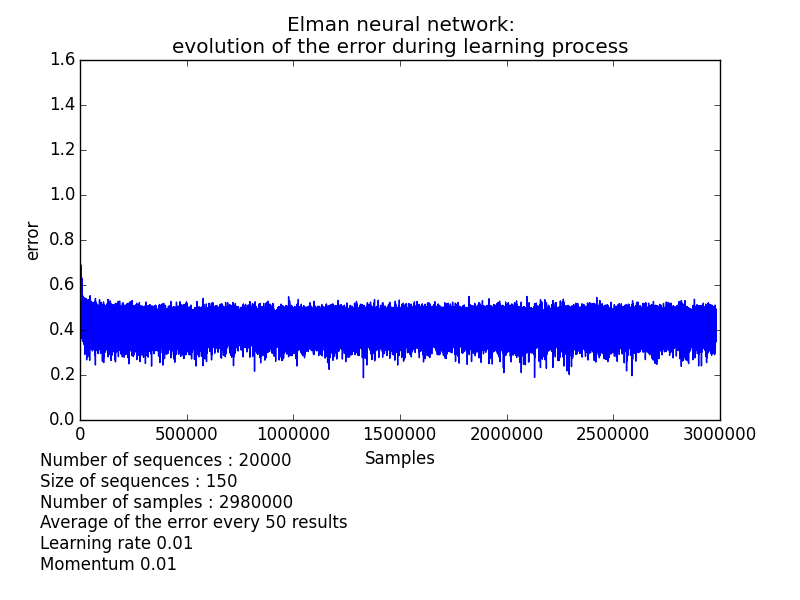 Elman neural network:
evolution of the error during learning process
1.6
1.4
1.2
1.0
0.8
0.6
0.4
0.2
0.0
error
0 500000 1000000 1500000 2000000 2500000 3000000
Samples
Number of sequences : 20000
Size of sequences : 150
Number of samples : 2980000
Average of the error every 50 results
Learning rate 0.01
Momentum 0.01